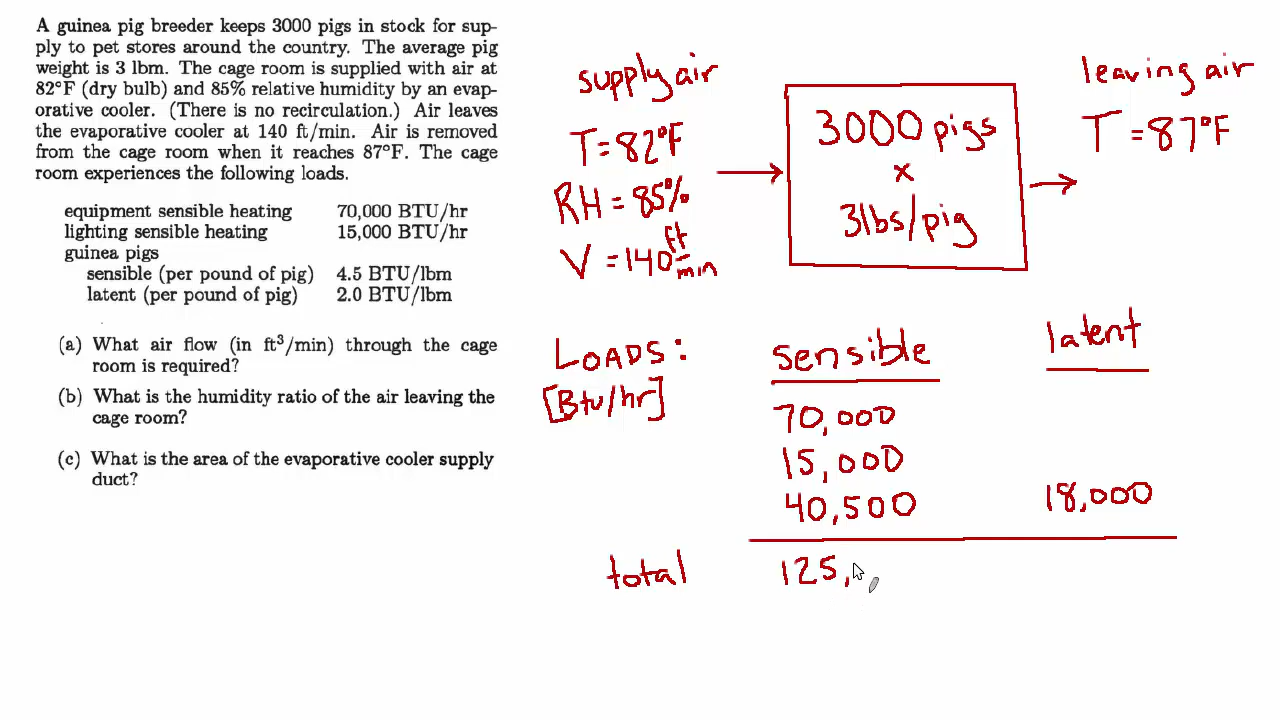 A guinea pig breeder keeps 3000 pigs in stock for sup-
ply to pet stores around the country. The average pig
weight is 3 lbm. The cage room is supplied with air at
82°F (dry bulb) and 85% relative humidity by an evap-
orative cooler. (There is no recirculation.) Air leaves
the evaporative cooler at 140 ft/min. Air is removed
from the cage room when it reaches 87°F. The cage
room experiences the following loads.
equipment sensible heating 70,000 BTU/hr
lighting sensible heating 15,000 BTU/hr
guinea pigs
sensible (per pound of pig) 4.5 BTU/lbm
latent (per pound of pig) 2.0 BTU/lbm
(a) What air flow (in ft³/min) through the cage
room is required?
(b) What is the humidity ratio of the air leaving the
cage room?
(c) What is the area of the evaporative cooler supply
duct?
supply air
T = 82°F
RH = 85%
V = 140 ft/min
3000 pigs
x
3lbs/pig
leaving air
T = 87°F
LOADS: sensible latent
[Btu/hr]
70,000
15,000
40,500 18,000
total 125,